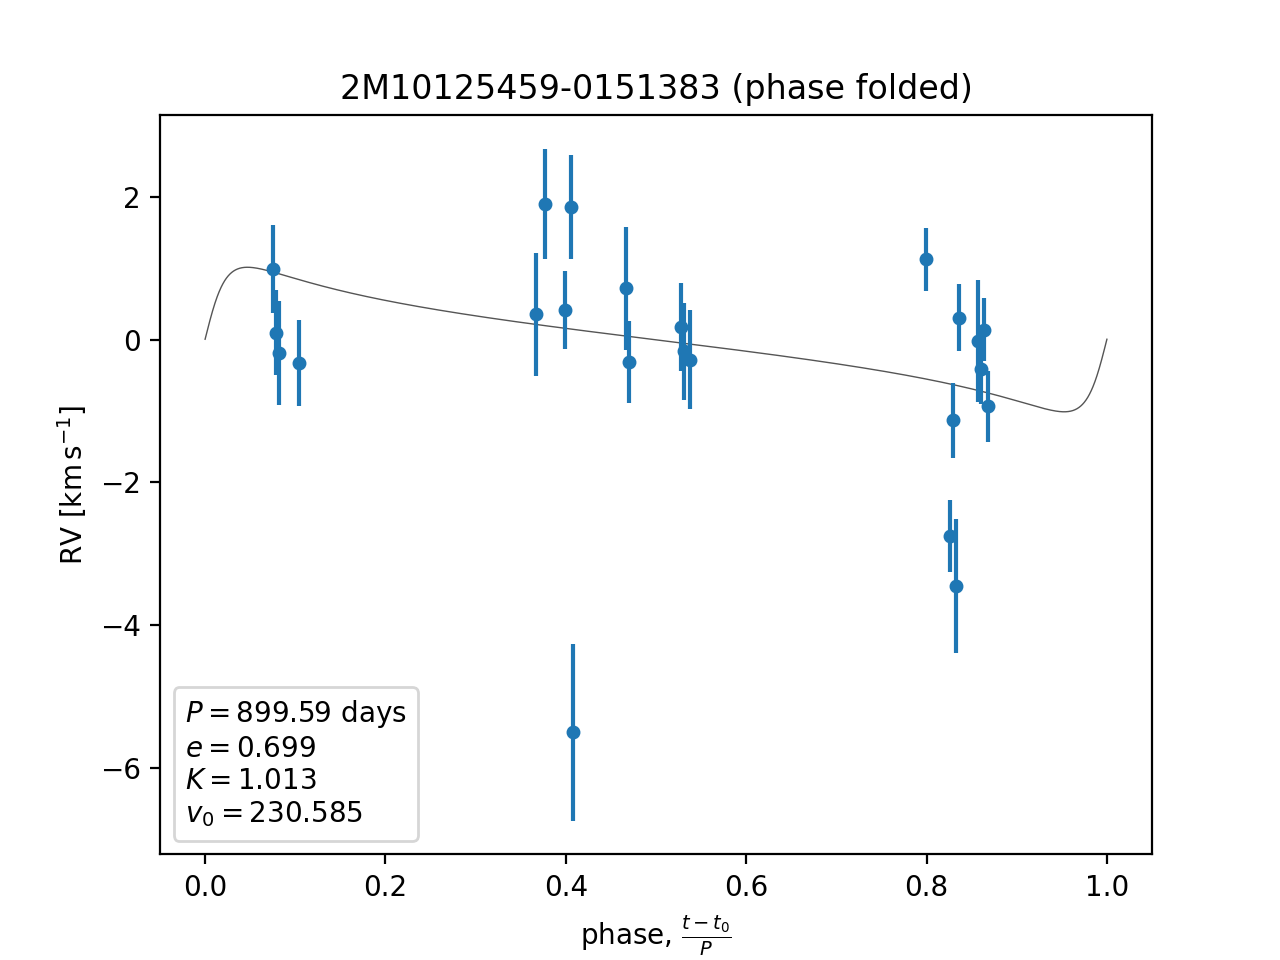 2M10125459-0151383 (phase folded)
RV [km s⁻¹]
2
0
−2
−4
−6
P = 899.59 days
e = 0.699
K = 1.013
v₀ = 230.585
0.0 0.2 0.4 0.6 0.8 1.0
phase, (t − t₀)/P